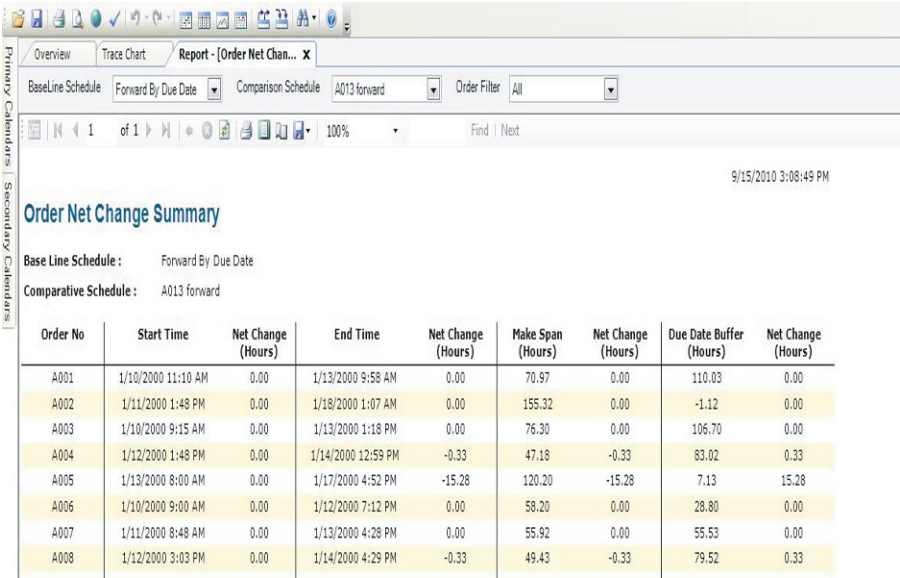 Overview Trace Chart Report - [Order Net Chan... X
Primary Calendars
Secondary Calendars
BaseLine Schedule Forward By Due Date Comparison Schedule A013 forward Order Filter All
1 of 1 100% Find | Next
9/15/2010 3:08:49 PM
Order Net Change Summary
Base Line Schedule : Forward By Due Date
Comparative Schedule : A013 forward
Order No Start Time Net Change (Hours) End Time Net Change (Hours) Make Span (Hours) Net Change (Hours) Due Date Buffer (Hours) Net Change (Hours)
A001 1/10/2000 11:10 AM 0.00 1/13/2000 9:58 AM 0.00 70.97 0.00 110.03 0.00
A002 1/11/2000 1:48 PM 0.00 1/18/2000 1:07 AM 0.00 155.32 0.00 -1.12 0.00
A003 1/10/2000 9:15 AM 0.00 1/13/2000 1:18 PM 0.00 76.30 0.00 106.70 0.00
A004 1/12/2000 1:48 PM 0.00 1/14/2000 12:59 PM -0.33 47.18 -0.33 83.02 0.33
A005 1/13/2000 8:00 AM 0.00 1/17/2000 4:52 PM -15.28 120.20 -15.28 7.13 15.28
A006 1/10/2000 9:00 AM 0.00 1/12/2000 7:12 PM 0.00 58.20 0.00 28.80 0.00
A007 1/11/2000 8:48 AM 0.00 1/13/2000 4:28 PM 0.00 55.92 0.00 55.53 0.00
A008 1/12/2000 3:03 PM 0.00 1/14/2000 4:29 PM -0.33 49.43 -0.33 79.52 0.33